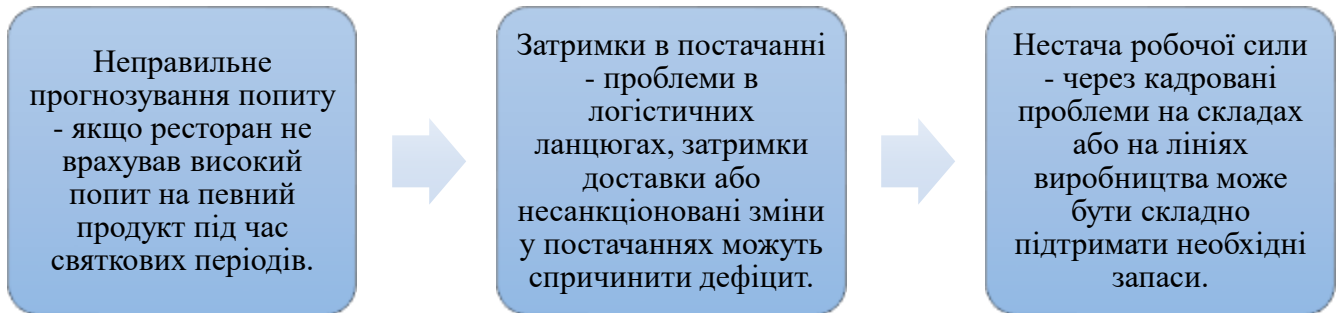 Неправильне
прогнозування попиту
- якщо ресторан не
врахував високий
попит на певний
продукт під час
святкових періодів.
Затримки в постачанні
- проблеми в
логістичних
ланцюгах, затримки
доставки або
несанкціоновані зміни
у постачаннях можуть
спричинити дефіцит.
Нестача робочої сили
- через кадровані
проблеми на складах
або на лініях
виробництва може
бути складно
підтримати необхідні
запаси.